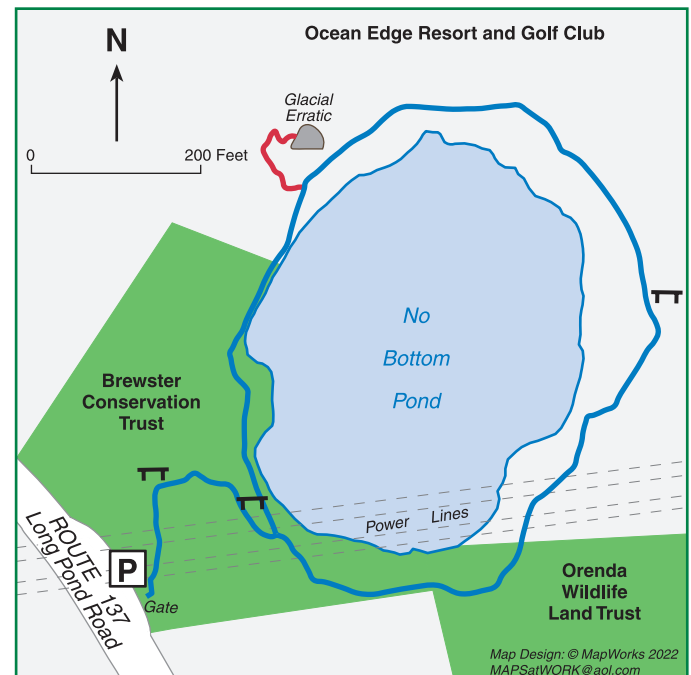 Ocean Edge Resort and Golf Club
N
Glacial
Erratic
0 200 Feet
No
Bottom
Pond
Brewster
Conservation
Trust
Power Lines
ROUTE 137
Long Pond Road
P
Gate
Orenda
Wildlife
Land Trust
Map Design: © MapWorks 2022
MAPSatWORK@aol.com